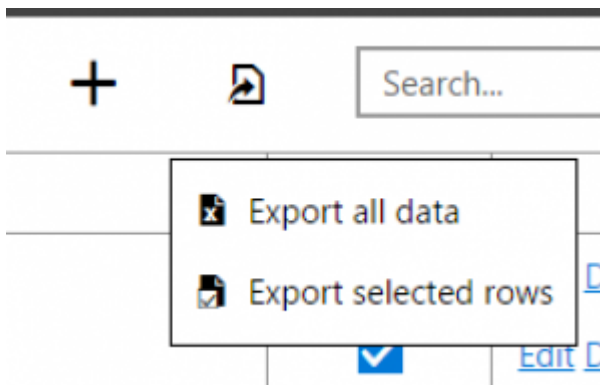 Search...
Export all data
Export selected rows
D
Edit D